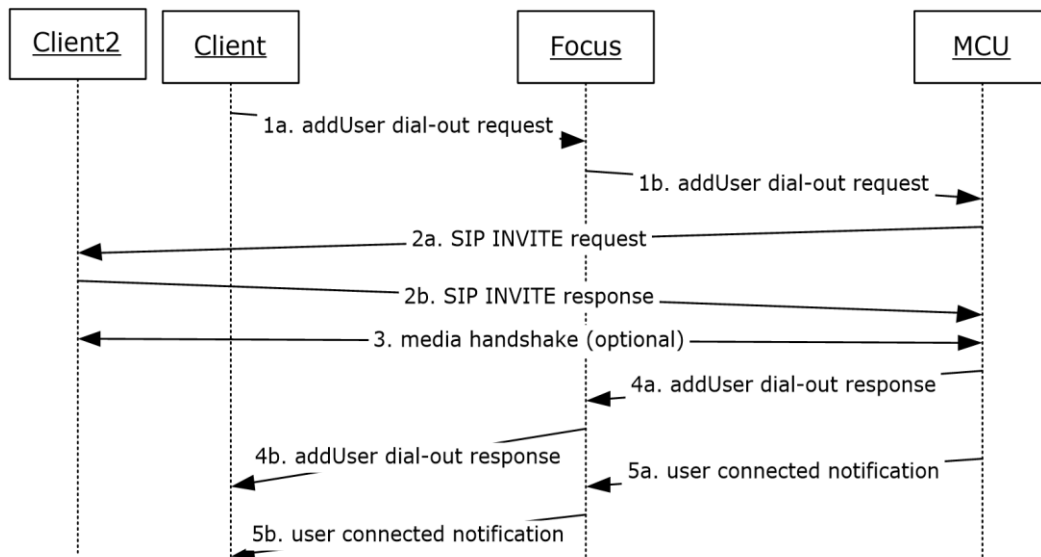 Client2
Client
Focus
MCU
1a. addUser dial-out request
1b. addUser dial-out request
2a. SIP INVITE request
2b. SIP INVITE response
3. media handshake (optional)
4a. addUser dial-out response
4b. addUser dial-out response
5a. user connected notification
5b. user connected notification